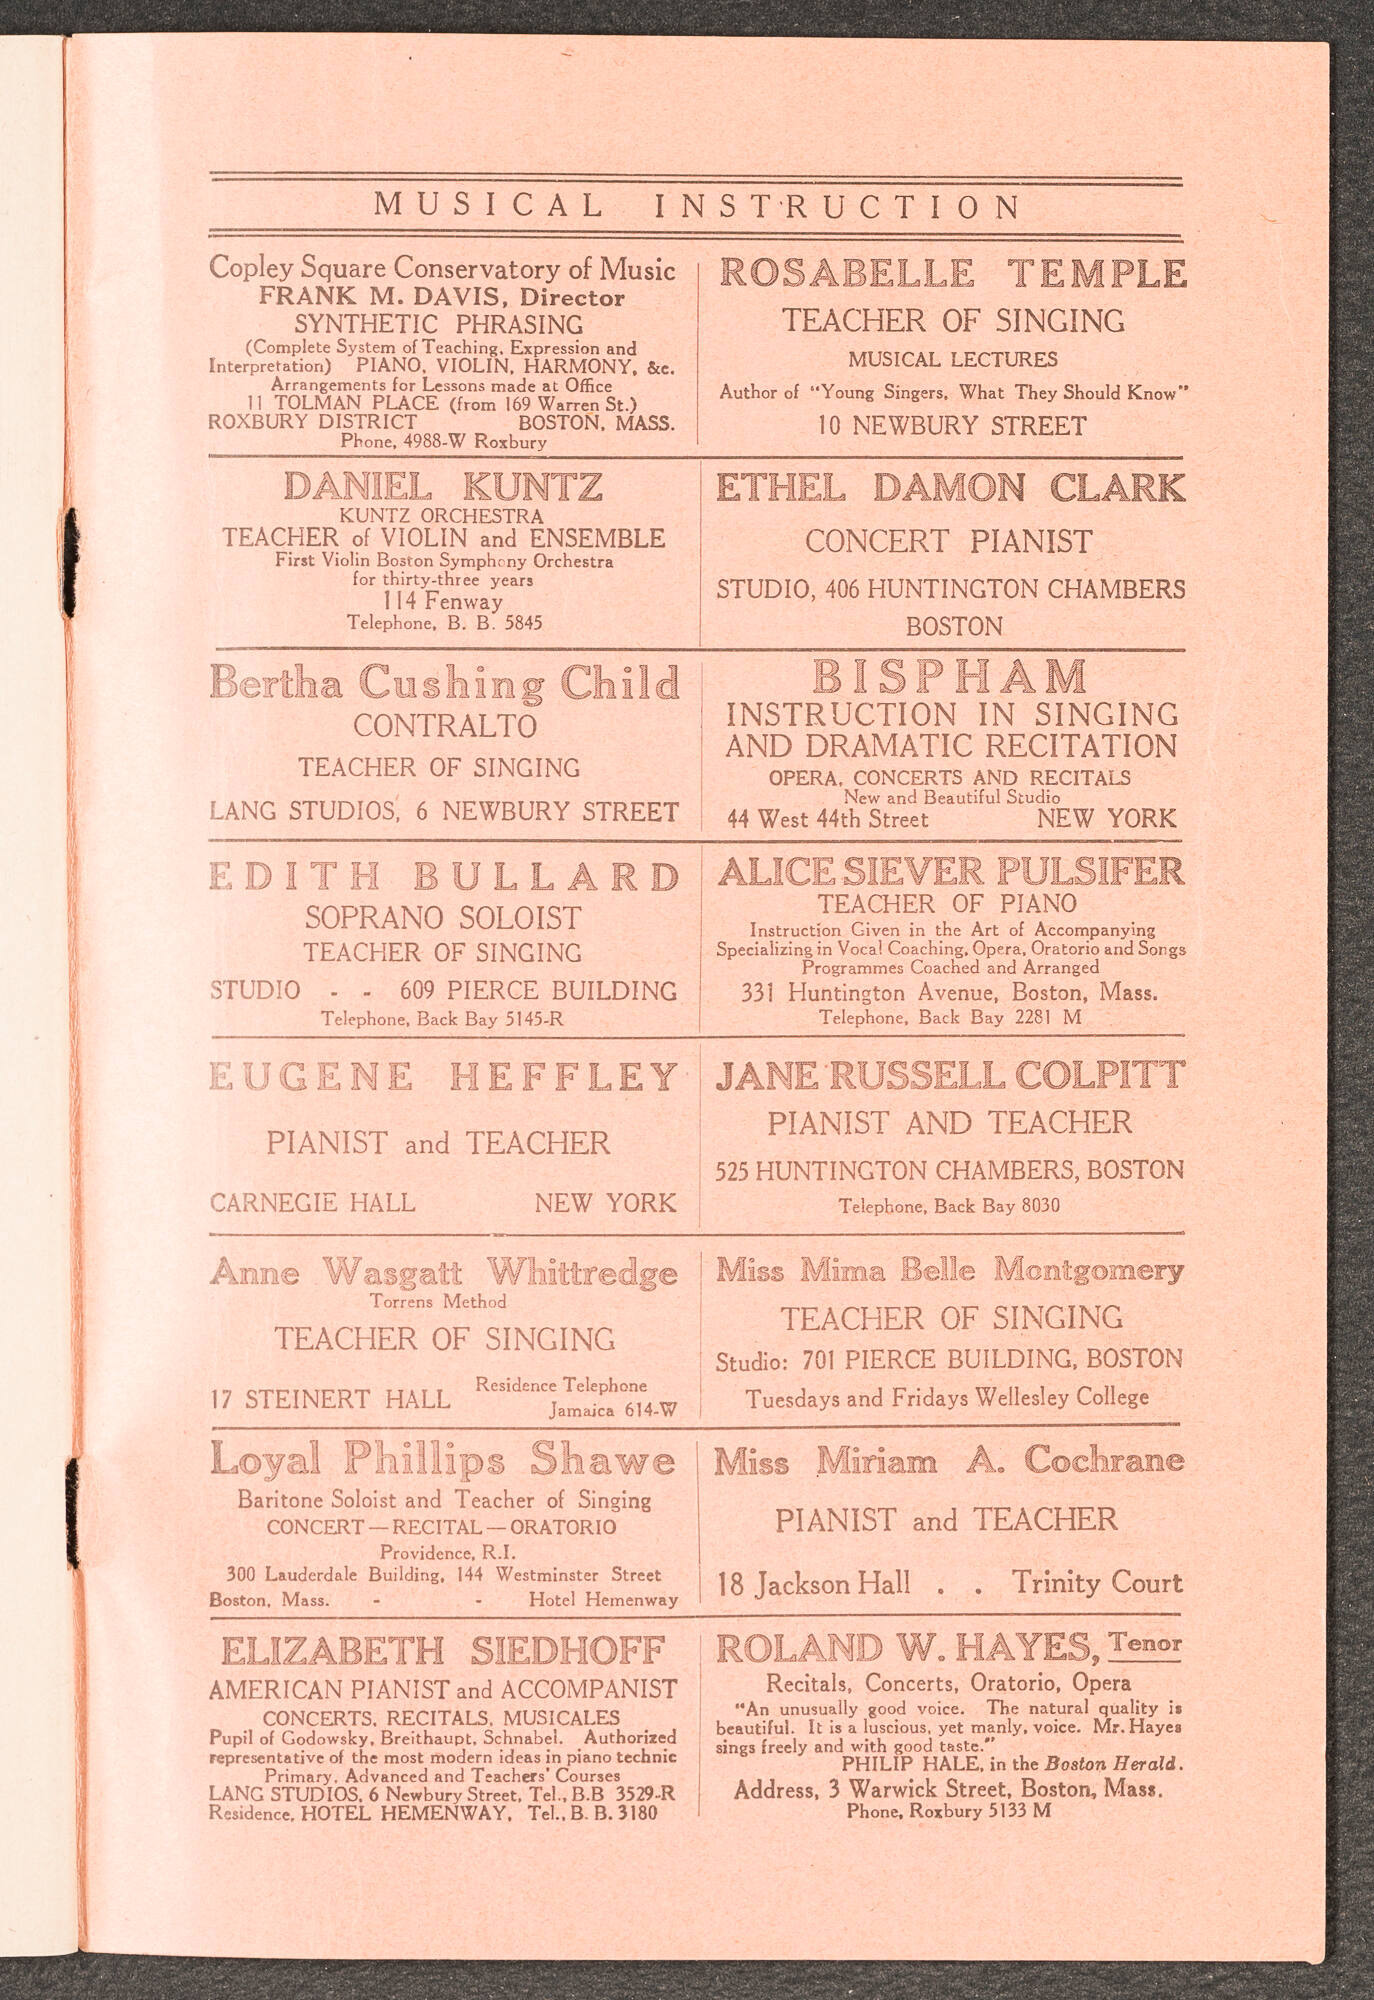 MUSICAL INSTRUCTION
Copley Square Conservatory of Music
FRANK M. DAVIS, Director
SYNTHETIC PHRASING
(Complete System of Teaching, Expression and
Interpretation) PIANO, VIOLIN, HARMONY, &c.
Arrangements for Lessons made at Office
11 TOLMAN PLACE (from 169 Warren St.)
ROXBURY DISTRICT BOSTON, MASS.
Phone, 4988-W Roxbury
ROSABELLE TEMPLE
TEACHER OF SINGING
MUSICAL LECTURES
Author of "Young Singers, What They Should Know"
10 NEWBURY STREET
DANIEL KUNTZ
KUNTZ ORCHESTRA
TEACHER of VIOLIN and ENSEMBLE
First Violin Boston Symphony Orchestra
for thirty-three years
114 Fenway
Telephone, B. B. 5845
ETHEL DAMON CLARK
CONCERT PIANIST
STUDIO, 406 HUNTINGTON CHAMBERS
BOSTON
Bertha Cushing Child
CONTRALTO
TEACHER OF SINGING
LANG STUDIOS, 6 NEWBURY STREET
BISPHAM
INSTRUCTION IN SINGING
AND DRAMATIC RECITATION
OPERA, CONCERTS AND RECITALS
New and Beautiful Studio
44 West 44th Street NEW YORK
EDITH BULLARD
SOPRANO SOLOIST
TEACHER OF SINGING
STUDIO - - 609 PIERCE BUILDING
Telephone, Back Bay 5145-R
ALICE SIEVER PULSIFER
TEACHER OF PIANO
Instruction Given in the Art of Accompanying
Specializing in Vocal Coaching, Opera, Oratorio and Songs
Programmes Coached and Arranged
331 Huntington Avenue, Boston, Mass.
Telephone, Back Bay 2281 M
EUGENE HEFFLEY
PIANIST and TEACHER
CARNEGIE HALL NEW YORK
JANE RUSSELL COLPITT
PIANIST AND TEACHER
525 HUNTINGTON CHAMBERS, BOSTON
Telephone, Back Bay 8030
Anne Wasgatt Whittredge
Torrens Method
TEACHER OF SINGING
17 STEINERT HALL Residence Telephone
Jamaica 614-W
Miss Mima Belle Montgomery
TEACHER OF SINGING
Studio: 701 PIERCE BUILDING, BOSTON
Tuesdays and Fridays Wellesley College
Loyal Phillips Shawe
Baritone Soloist and Teacher of Singing
CONCERT—RECITAL—ORATORIO
Providence, R.I.
300 Lauderdale Building, 144 Westminster Street
Boston, Mass. - - Hotel Hemenway
Miss Miriam A. Cochrane
PIANIST and TEACHER
18 Jackson Hall . . Trinity Court
ELIZABETH SIEDHOFF
AMERICAN PIANIST and ACCOMPANIST
CONCERTS, RECITALS, MUSICALES
Pupil of Godowsky, Breithaupt, Schnabel. Authorized
representative of the most modern ideas in piano technic
Primary, Advanced and Teachers' Courses
LANG STUDIOS, 6 Newbury Street, Tel., B.B 3529-R
Residence, HOTEL HEMENWAY, Tel., B. B. 3180
ROLAND W. HAYES, Tenor
Recitals, Concerts, Oratorio, Opera
"An unusually good voice. The natural quality is
beautiful. It is a luscious, yet manly, voice. Mr. Hayes
sings freely and with good taste."
PHILIP HALE, in the Boston Herald.
Address, 3 Warwick Street, Boston, Mass.
Phone, Roxbury 5133 M